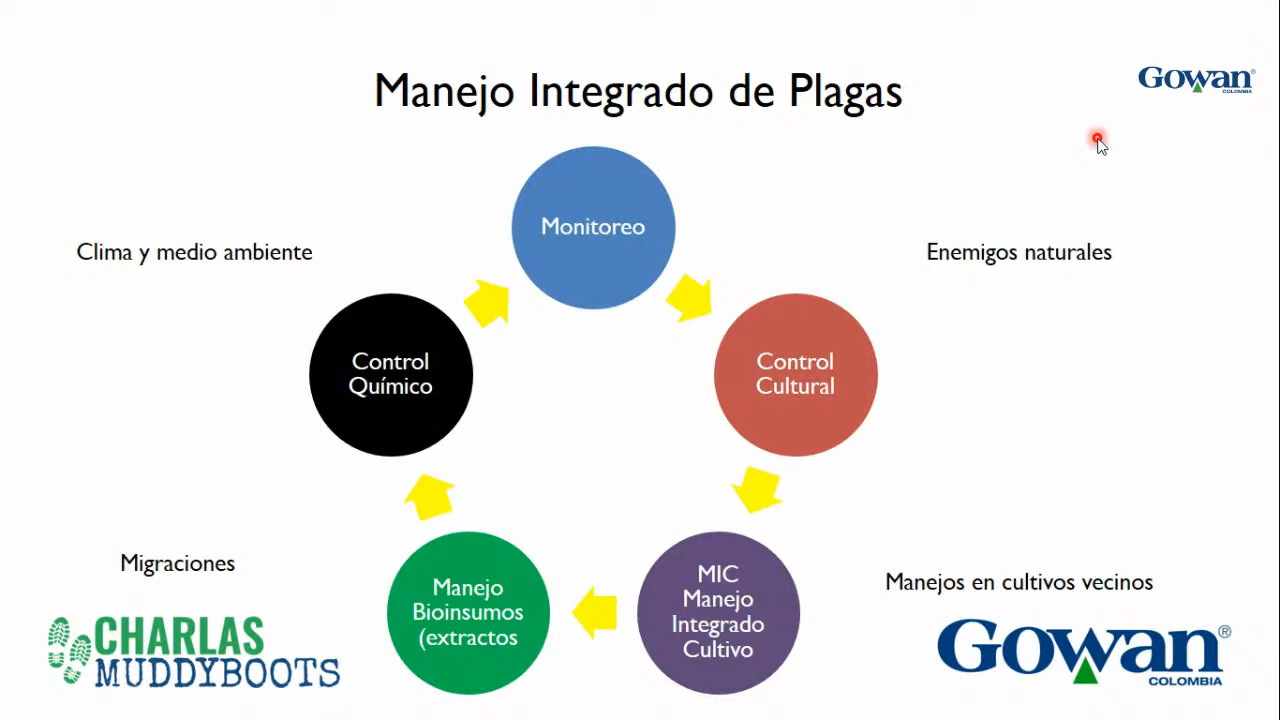 Manejo Integrado de Plagas
Gowan®
COLOMBIA
Monitoreo
Clima y medio ambiente
Enemigos naturales
Control
Químico
Control
Cultural
Migraciones
Manejo
Bioinsumos
(extractos
MIC
Manejo
Integrado
Cultivo
Manejos en cultivos vecinos
CHARLAS
MUDDYBOOTS
Gowan®
COLOMBIA